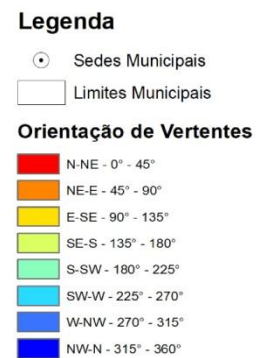 Legenda
Sedes Municipais
Limites Municipais
Orientação de Vertentes
N-NE - 0° - 45°
NE-E - 45° - 90°
E-SE - 90° - 135°
SE-S - 135° - 180°
S-SW - 180° - 225°
SW-W - 225° - 270°
W-NW - 270° - 315°
NW-N - 315° - 360°